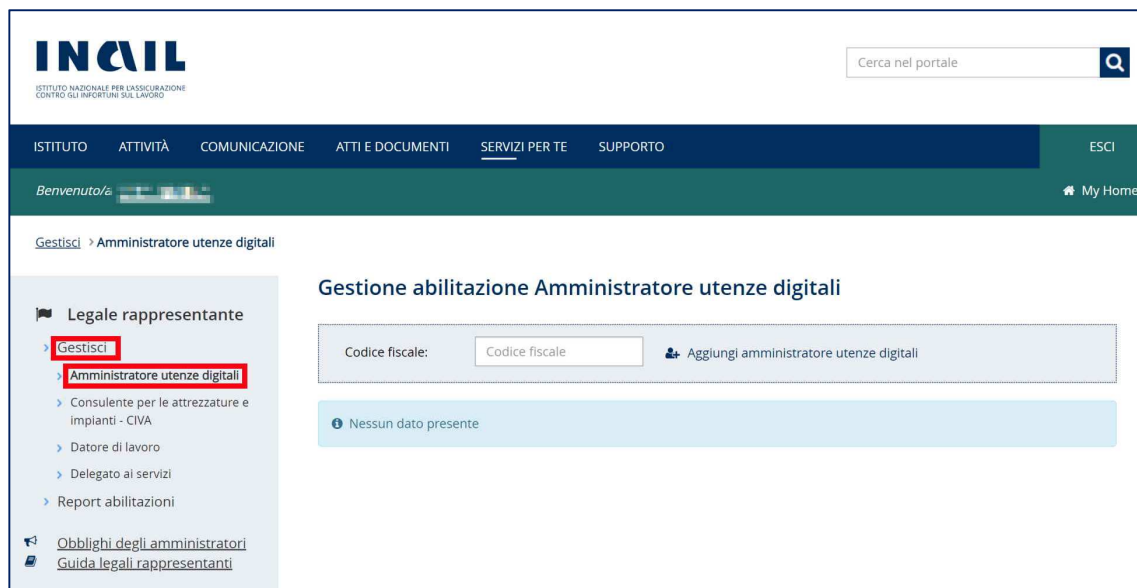 INAIL
ISTITUTO NAZIONALE PER L'ASSICURAZIONE
CONTRO GLI INFORTUNI SUL LAVORO
Cerca nel portale
ISTITUTO ATTIVITÀ COMUNICAZIONE ATTI E DOCUMENTI SERVIZI PER TE SUPPORTO ESCI
Benvenuto/a
My Home
Gestisci > Amministratore utenze digitali
Legale rappresentante
Gestisci
Amministratore utenze digitali
Consulente per le attrezzature e
impianti - CIVA
Datore di lavoro
Delegato ai servizi
Report abilitazioni
Obblighi degli amministratori
Guida legali rappresentanti
Gestione abilitazione Amministratore utenze digitali
Codice fiscale: Codice fiscale Aggiungi amministratore utenze digitali
Nessun dato presente